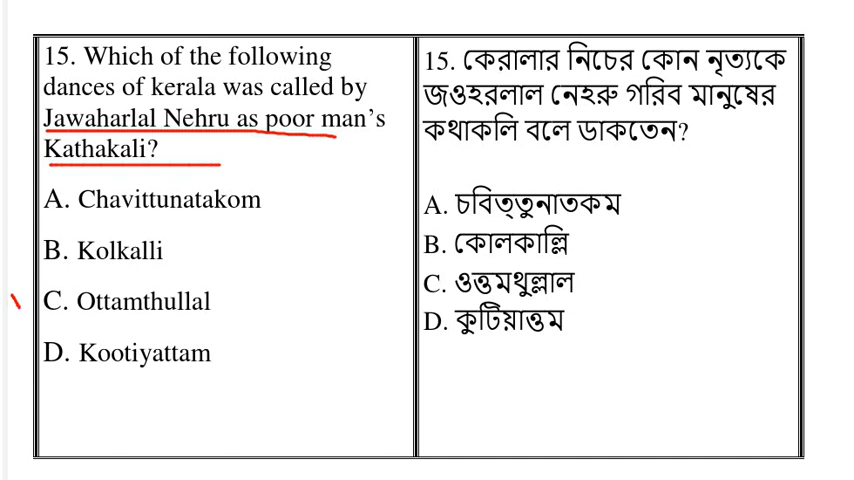 15. Which of the following
dances of kerala was called by
Jawaharlal Nehru as poor man’s
Kathakali?
A. Chavittunatakom
B. Kolkalli
C. Ottamthullal
D. Kootiyattam
15. কেরালার নিচের কোন নৃত্যকে
জওহরলাল নেহরু গরিব মানুষের
কথাকলি বলে ডাকতেন?
A. চবিত্তুনাতকম
B. কোলকাল্লি
C. ওত্তমথুল্লাল
D. কুটিয়াত্তম